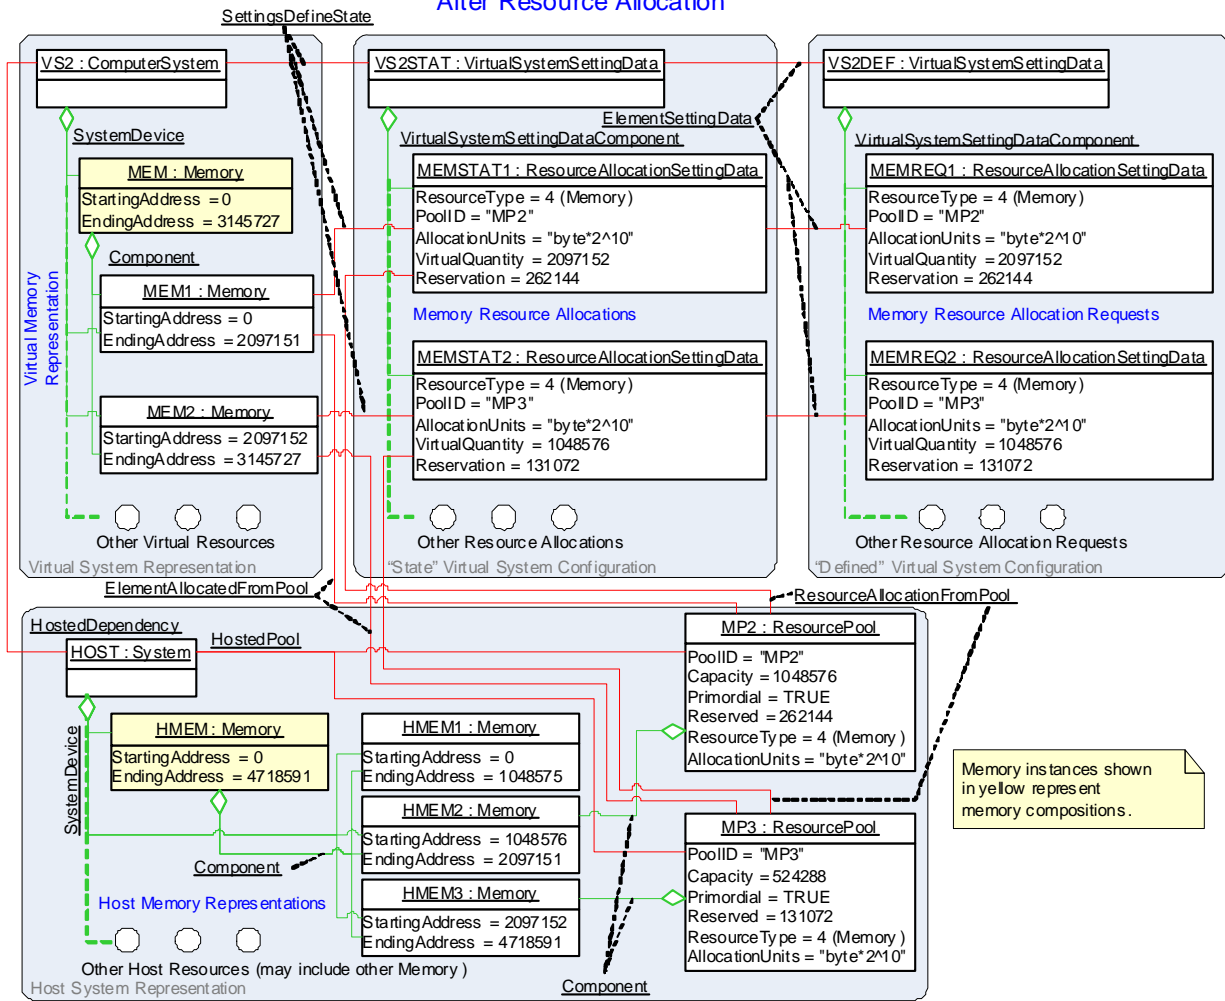 After Resource Allocation
SettingsDefineState
VS2 : ComputerSystem
VS2STAT : VirtualSystemSettingData
VS2DEF : VirtualSystemSettingData
ElementSettingData
SystemDevice
VirtualSystemSettingDataComponent
VirtualSystemSettingDataComponent
MEM : Memory
StartingAddress = 0
EndingAddress = 3145727
Component
MEM1 : Memory
StartingAddress = 0
EndingAddress = 2097151
Virtual Memory
Representation
MEM2 : Memory
StartingAddress = 2097152
EndingAddress = 3145727
Other Virtual Resources
Virtual System Representation
MEMSTAT1 : ResourceAllocationSettingData
ResourceType = 4 (Memory)
PoolID = "MP2"
AllocationUnits = "byte*2^10"
VirtualQuantity = 2097152
Reservation = 262144
Memory Resource Allocations
MEMSTAT2 : ResourceAllocationSettingData
ResourceType = 4 (Memory)
PoolID = "MP3"
AllocationUnits = "byte*2^10"
VirtualQuantity = 1048576
Reservation = 131072
Other Resource Allocations
"State" Virtual System Configuration
MEMREQ1 : ResourceAllocationSettingData
ResourceType = 4 (Memory)
PoolID = "MP2"
AllocationUnits = "byte*2^10"
VirtualQuantity = 2097152
Reservation = 262144
Memory Resource Allocation Requests
MEMREQ2 : ResourceAllocationSettingData
ResourceType = 4 (Memory)
PoolID = "MP3"
AllocationUnits = "byte*2^10"
VirtualQuantity = 1048576
Reservation = 131072
Other Resource Allocation Requests
"Defined" Virtual System Configuration
ElementAllocatedFromPool
ResourceAllocationFromPool
HostedDependency
HostedPool
HOST : System
SystemDevice
HMEM : Memory
StartingAddress = 0
EndingAddress = 4718591
Component
Host Memory Representations
HMEM1 : Memory
StartingAddress = 0
EndingAddress = 1048575
HMEM2 : Memory
StartingAddress = 1048576
EndingAddress = 2097151
HMEM3 : Memory
StartingAddress = 2097152
EndingAddress = 4718591
MP2 : ResourcePool
PoolID = "MP2"
Capacity = 1048576
Primordial = TRUE
Reserved = 262144
ResourceType = 4 (Memory )
AllocationUnits = "byte*2^10"
MP3 : ResourcePool
PoolID = "MP3"
Capacity = 524288
Primordial = TRUE
Reserved = 131072
ResourceType = 4 (Memory )
AllocationUnits = "byte*2^10"
Memory instances shown
in yellow represent
memory compositions.
Other Host Resources (may include other Memory )
Component
Host System Representation